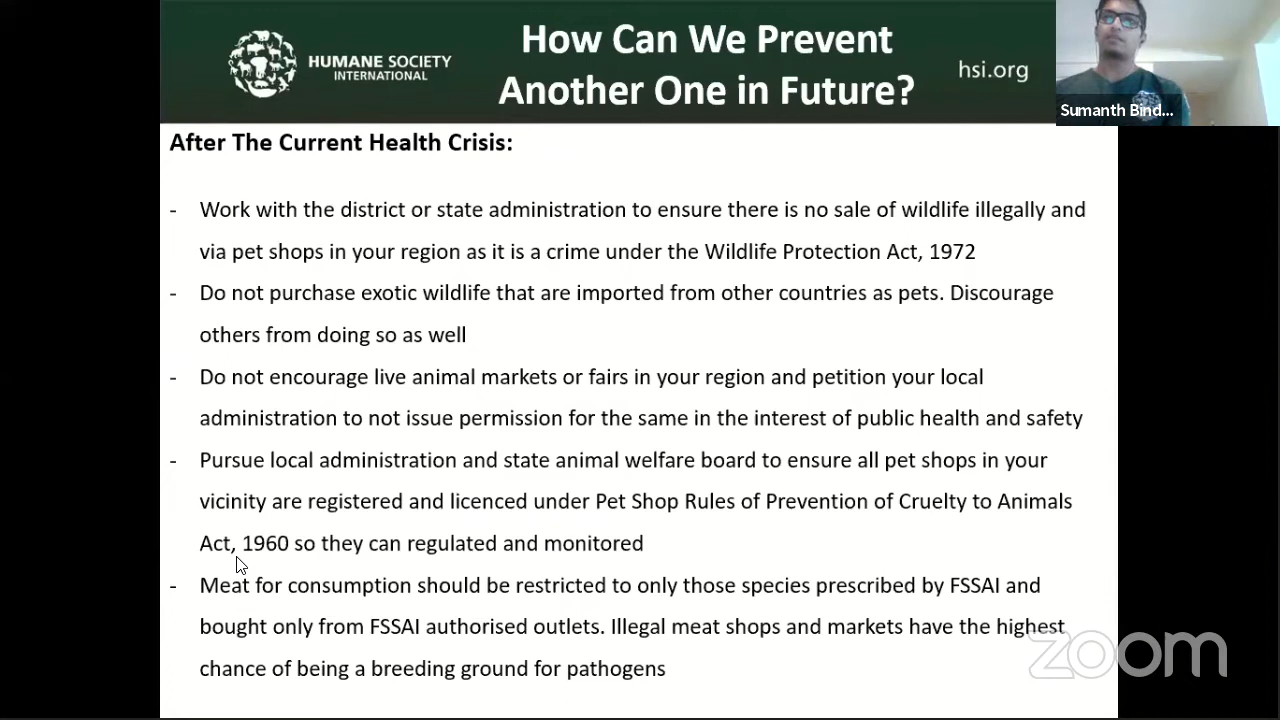 HUMANE SOCIETY
INTERNATIONAL
How Can We Prevent
Another One in Future?
hsi.org
Sumanth Bind...
After The Current Health Crisis:
- Work with the district or state administration to ensure there is no sale of wildlife illegally and
via pet shops in your region as it is a crime under the Wildlife Protection Act, 1972
- Do not purchase exotic wildlife that are imported from other countries as pets. Discourage
others from doing so as well
- Do not encourage live animal markets or fairs in your region and petition your local
administration to not issue permission for the same in the interest of public health and safety
- Pursue local administration and state animal welfare board to ensure all pet shops in your
vicinity are registered and licenced under Pet Shop Rules of Prevention of Cruelty to Animals
Act, 1960 so they can regulated and monitored
- Meat for consumption should be restricted to only those species prescribed by FSSAI and
bought only from FSSAI authorised outlets. Illegal meat shops and markets have the highest
chance of being a breeding ground for pathogens
zoom